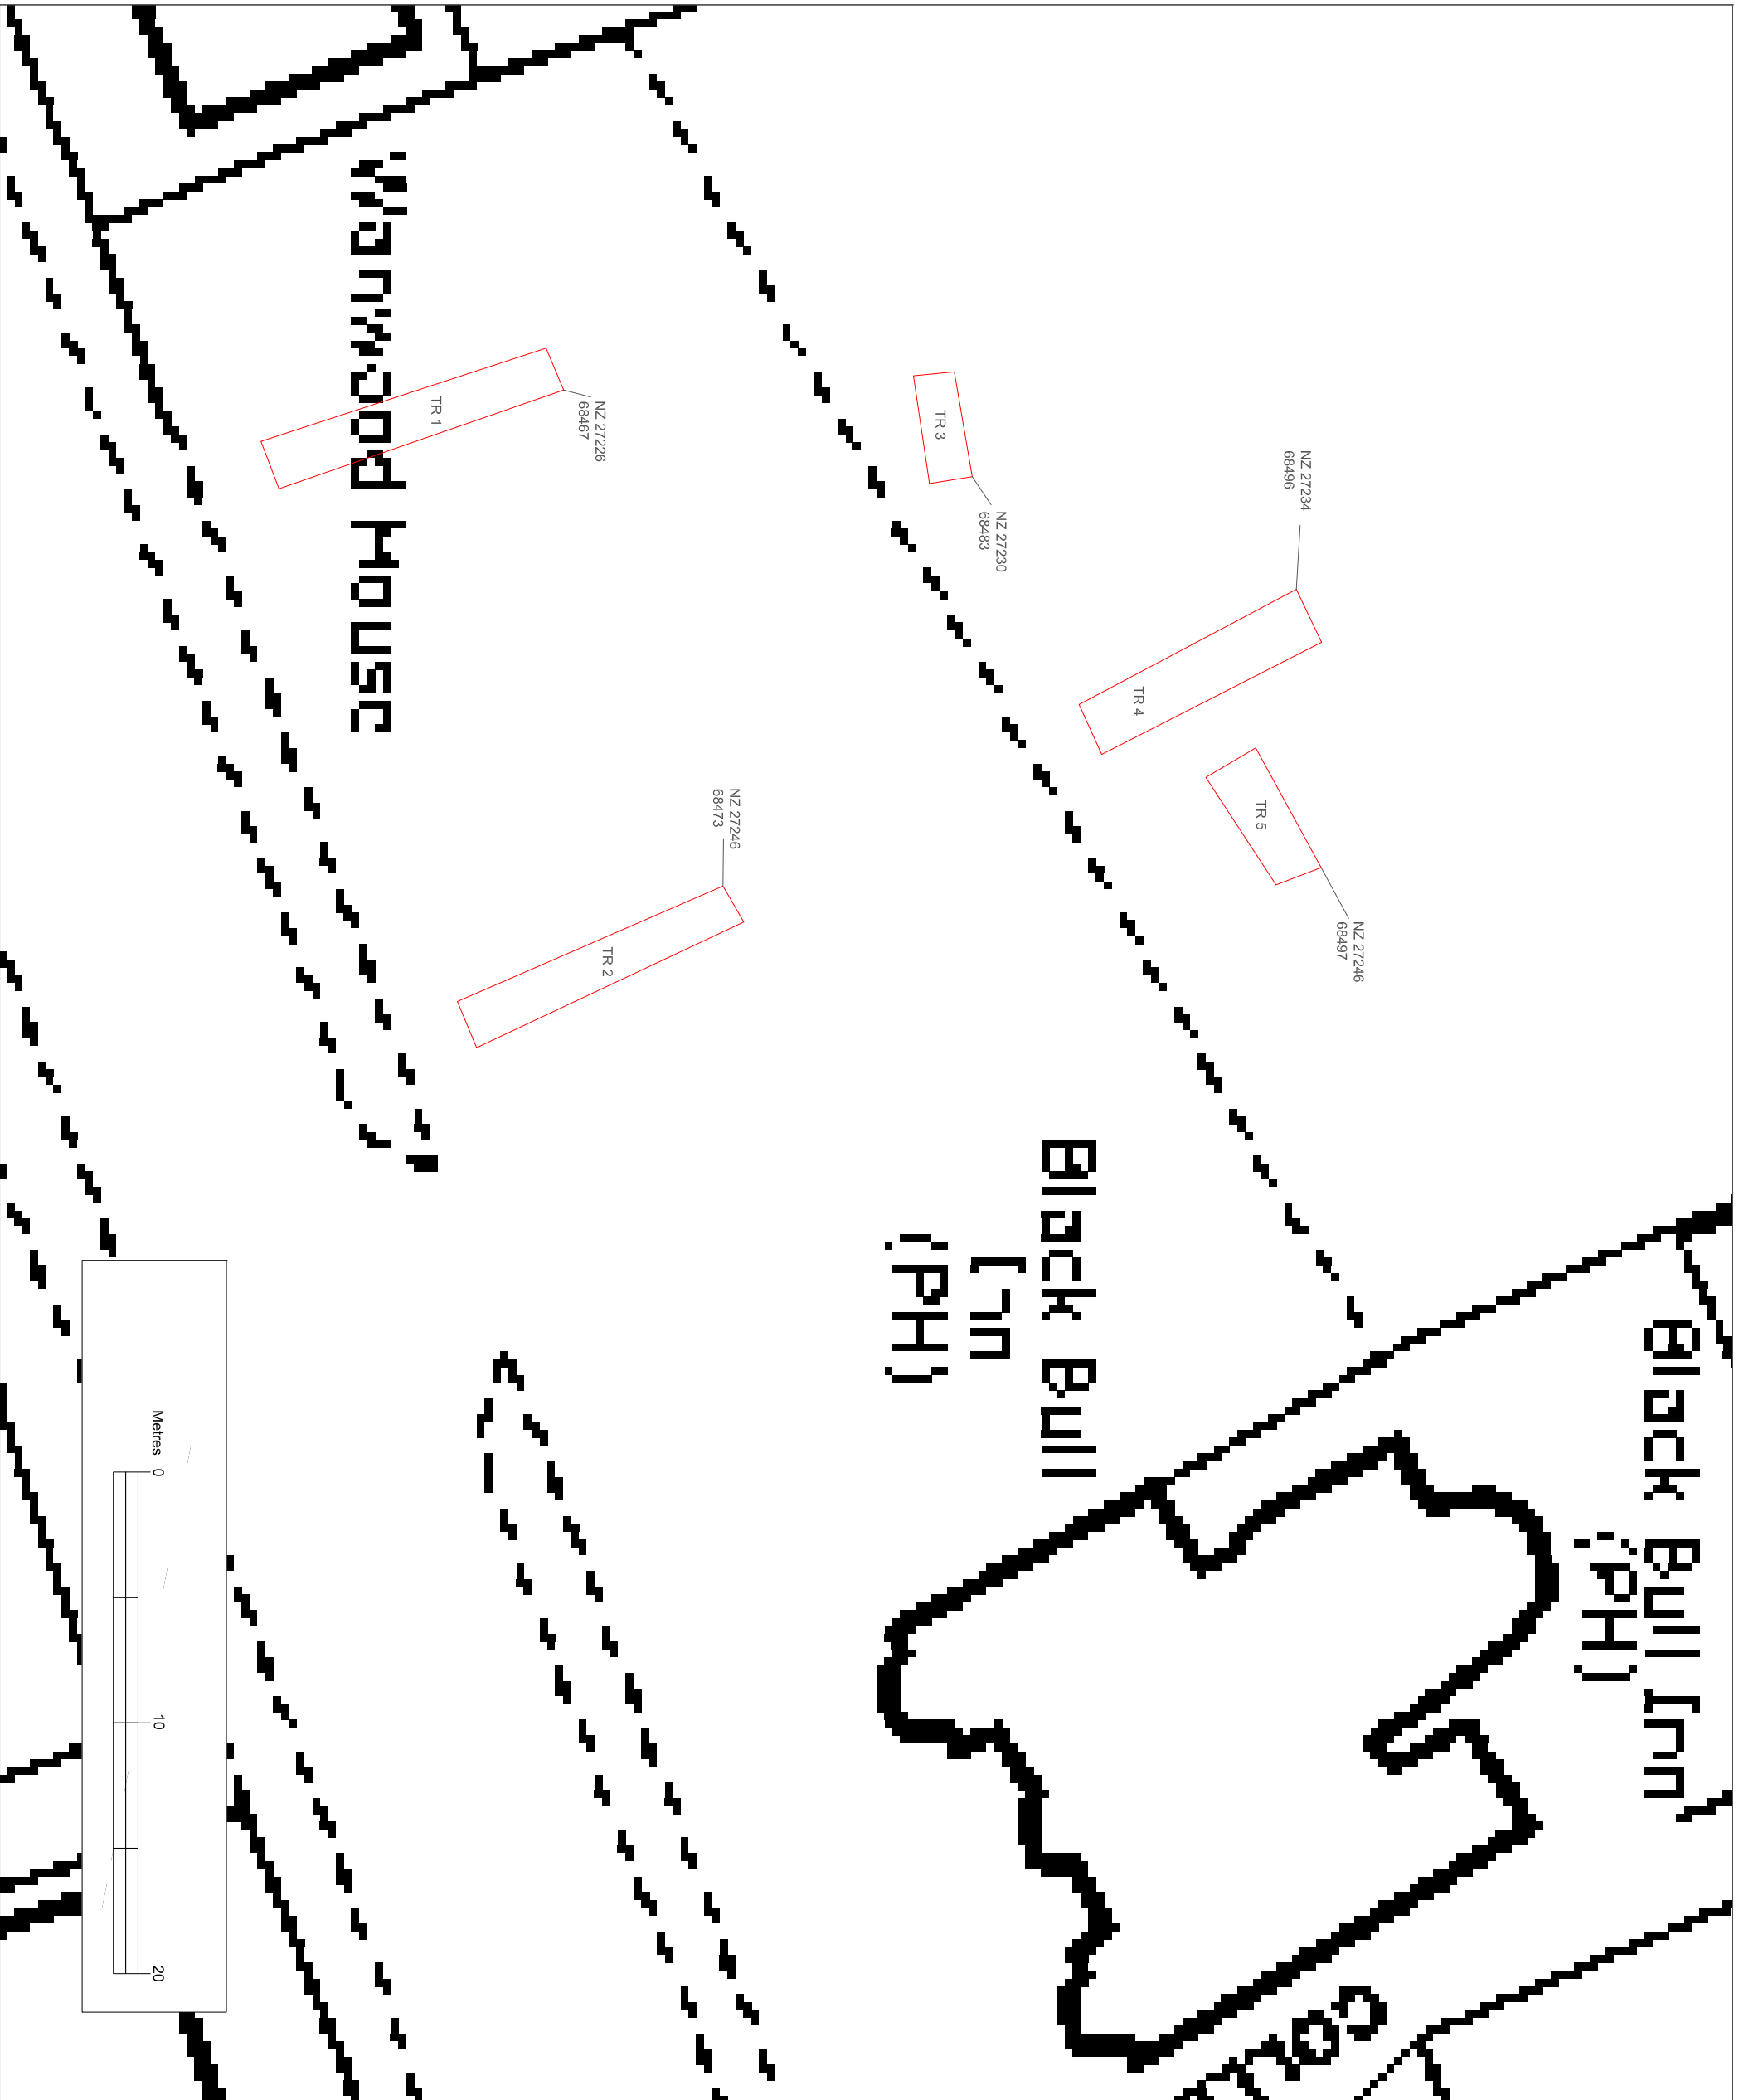 Wanwood House
TR 1
NZ 27226
68467
TR 3
NZ 27230
68483
NZ 27234
68496
TR 4
TR 5
NZ 27246
68497
NZ 27246
68473
TR 2
Black Bull
Inn
(PH)
Black Bull Inn
(PH)
Metres
0
10
20